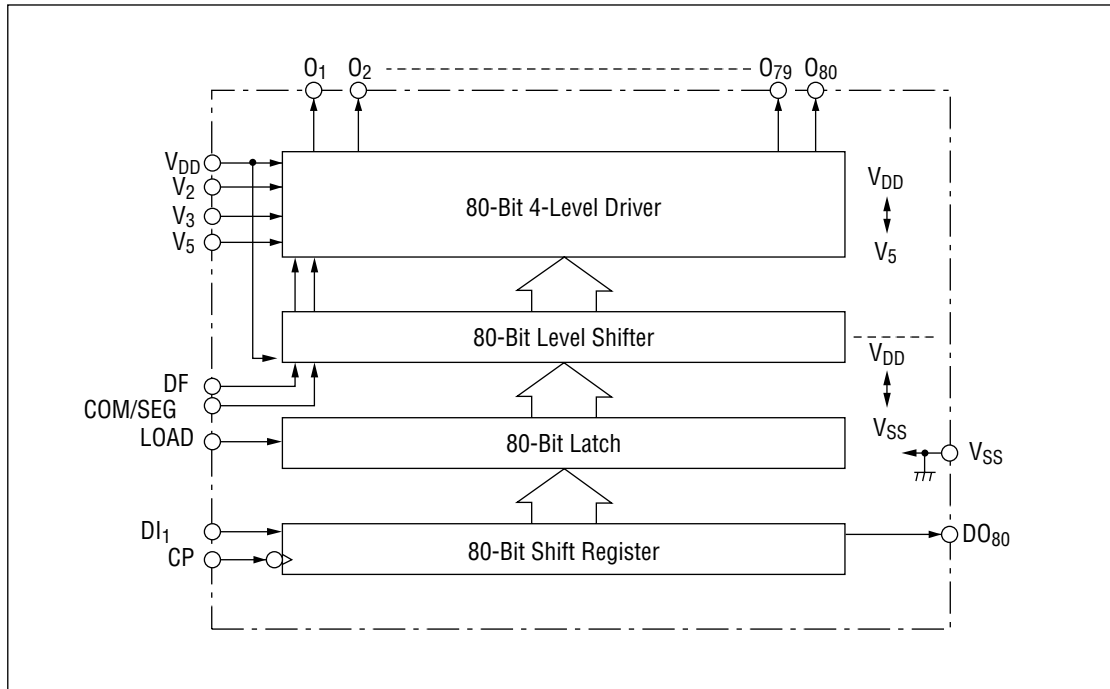 O1 O2 O79 O80
VDD
V2
V3
V5
80-Bit 4-Level Driver
VDD
V5
80-Bit Level Shifter
VDD
VSS
DF
COM/SEG
LOAD
80-Bit Latch
VSS
DI1
CP
80-Bit Shift Register
DO80